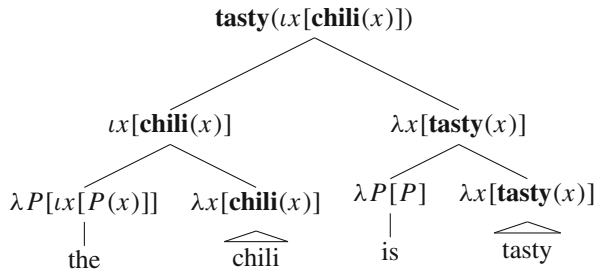 tasty(ιx[chili(x)])
ιx[chili(x)] λx[tasty(x)]
λP[ιx[P(x)]] λx[chili(x)] λP[P] λx[tasty(x)]
the chili is tasty